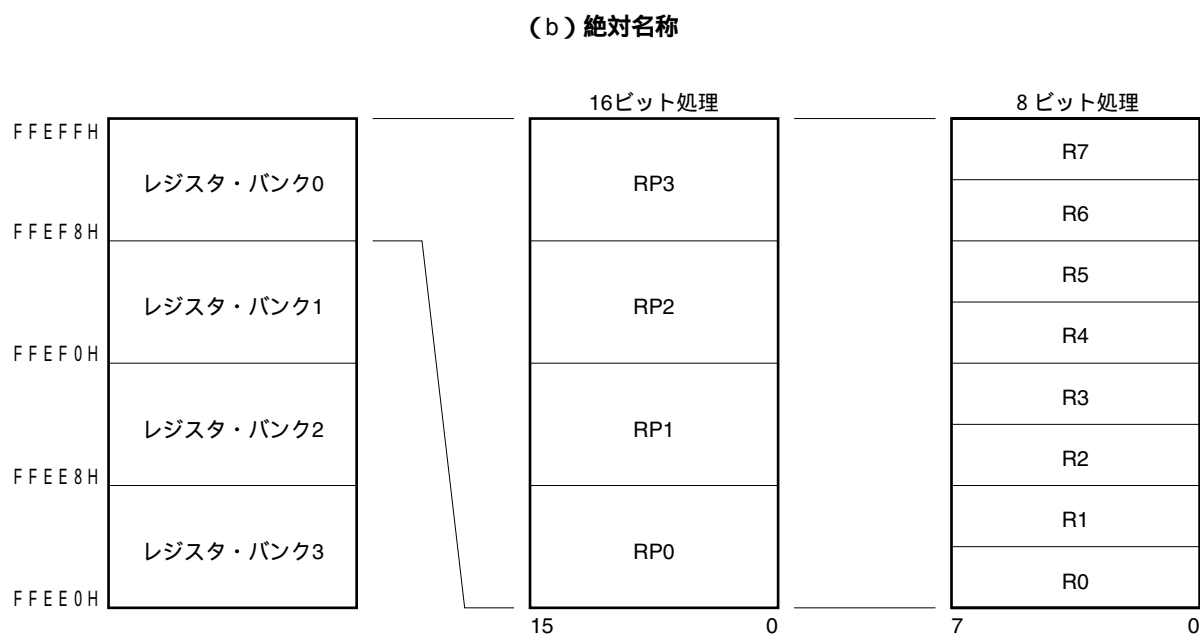 (b)絶対名称
16ビット処理
8 ビット処理
FFEFFH
レジスタ・バンク0
RP3
R7
R6
FFEF8H
レジスタ・バンク1
RP2
R5
R4
FFEF0H
レジスタ・バンク2
RP1
R3
R2
FFEE8H
レジスタ・バンク3
RP0
R1
R0
FFEE0H
15
0
7
0